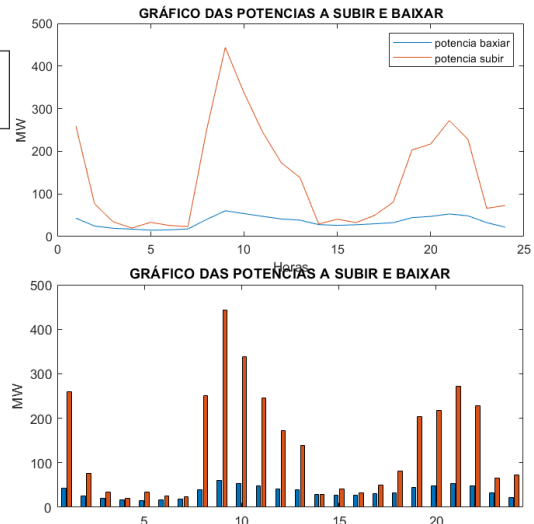 GRÁFICO DAS POTENCIAS A SUBIR E BAIXAR
500
400
300
200
100
0
MW
potencia baxiar
potencia subir
0 5 10 15 20 25
Horas
GRÁFICO DAS POTENCIAS A SUBIR E BAIXAR
500
400
300
200
100
0
MW
5 10 15 20